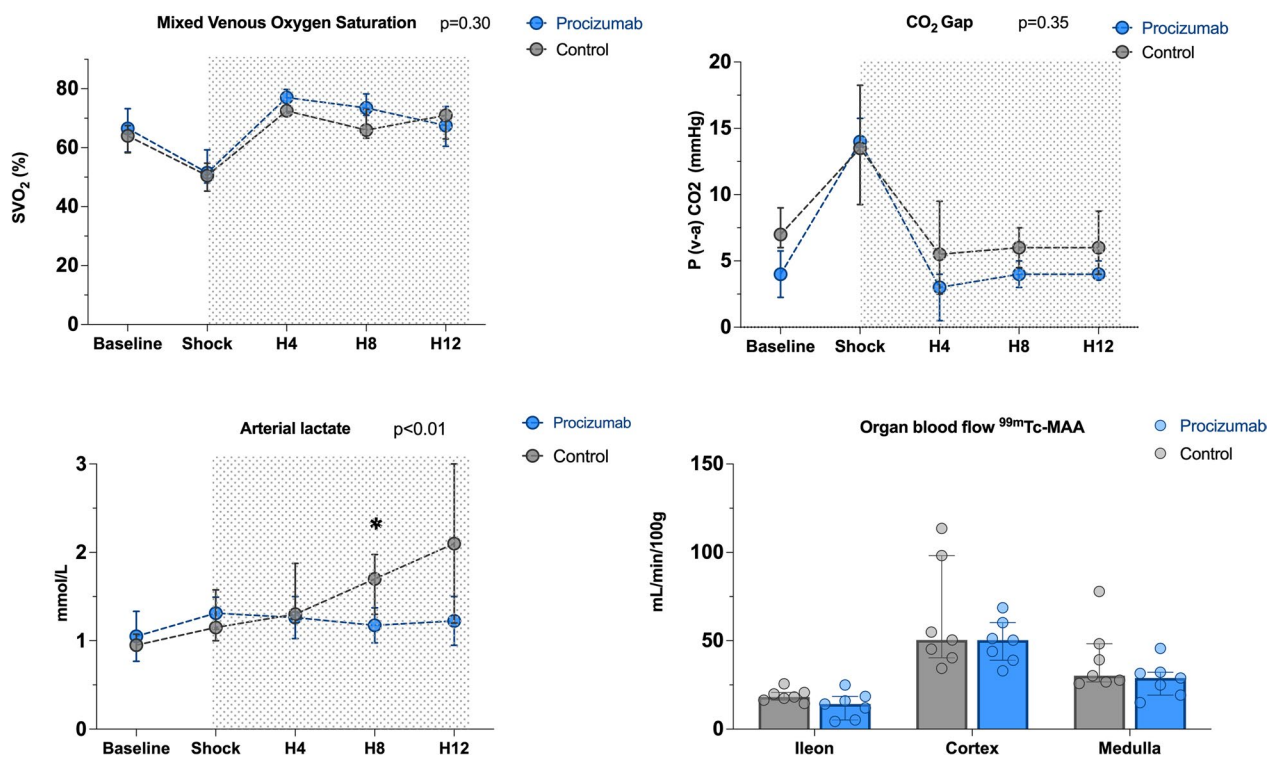 Mixed Venous Oxygen Saturation p=0.30
Procizumab
Control
SVO2 (%)
80
60
40
20
0
Baseline Shock H4 H8 H12
CO2 Gap p=0.35
Procizumab
Control
P (v-a) CO2 (mmHg)
20
15
10
5
0
Baseline Shock H4 H8 H12
Arterial lactate p<0.01
Procizumab
Control
mmol/L
3
2
1
0
*
Baseline Shock H4 H8 H12
Organ blood flow 99mTc-MAA
Procizumab
Control
mL/min/100g
150
100
50
0
Ileon Cortex Medulla